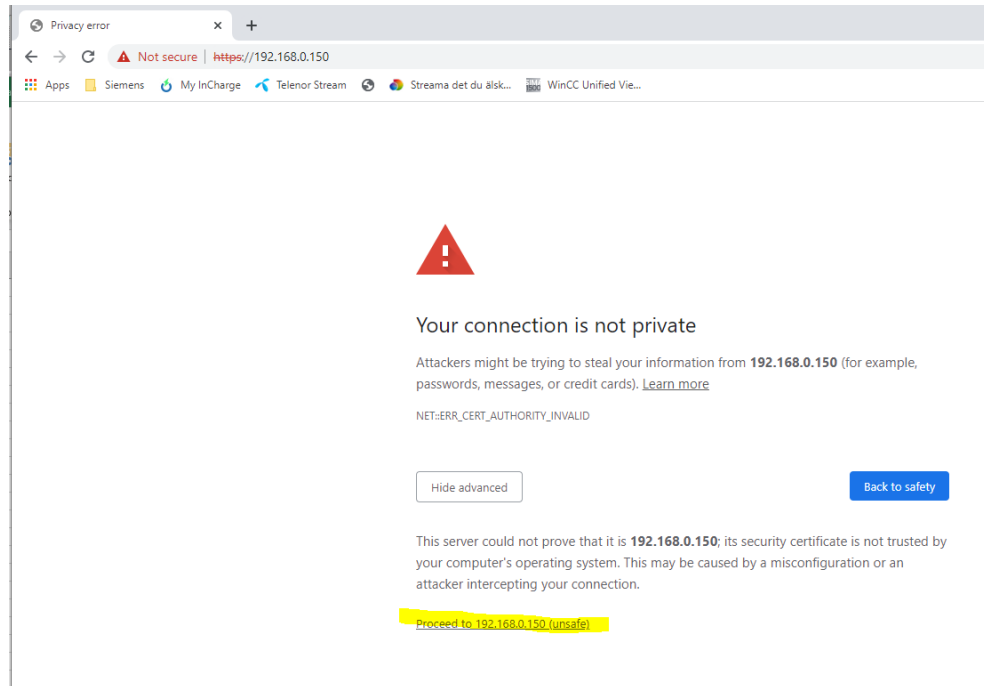 Privacy error
Not secure | https://192.168.0.150
Apps Siemens My InCharge Telenor Stream Streama det du älsk... WinCC Unified Vie...
Your connection is not private
Attackers might be trying to steal your information from 192.168.0.150 (for example,
passwords, messages, or credit cards). Learn more
NET::ERR_CERT_AUTHORITY_INVALID
Hide advanced Back to safety
This server could not prove that it is 192.168.0.150; its security certificate is not trusted by
your computer's operating system. This may be caused by a misconfiguration or an
attacker intercepting your connection.
Proceed to 192.168.0.150 (unsafe)